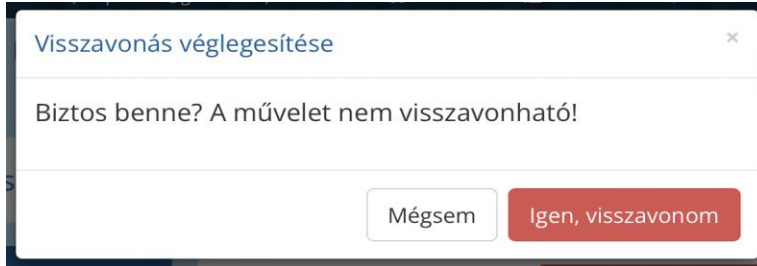 Visszavonás véglegesítése
×
Biztos benne? A művelet nem visszavonható!
Mégsem
Igen, visszavonom